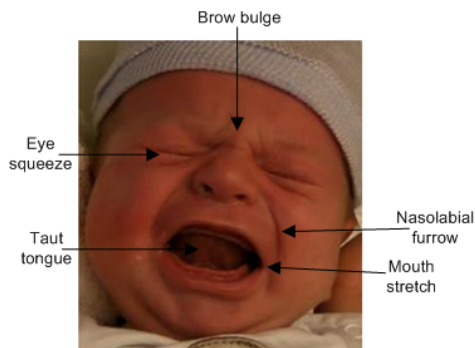 Brow bulge
Eye
squeeze
Nasolabial
furrow
Taut
tongue
Mouth
stretch